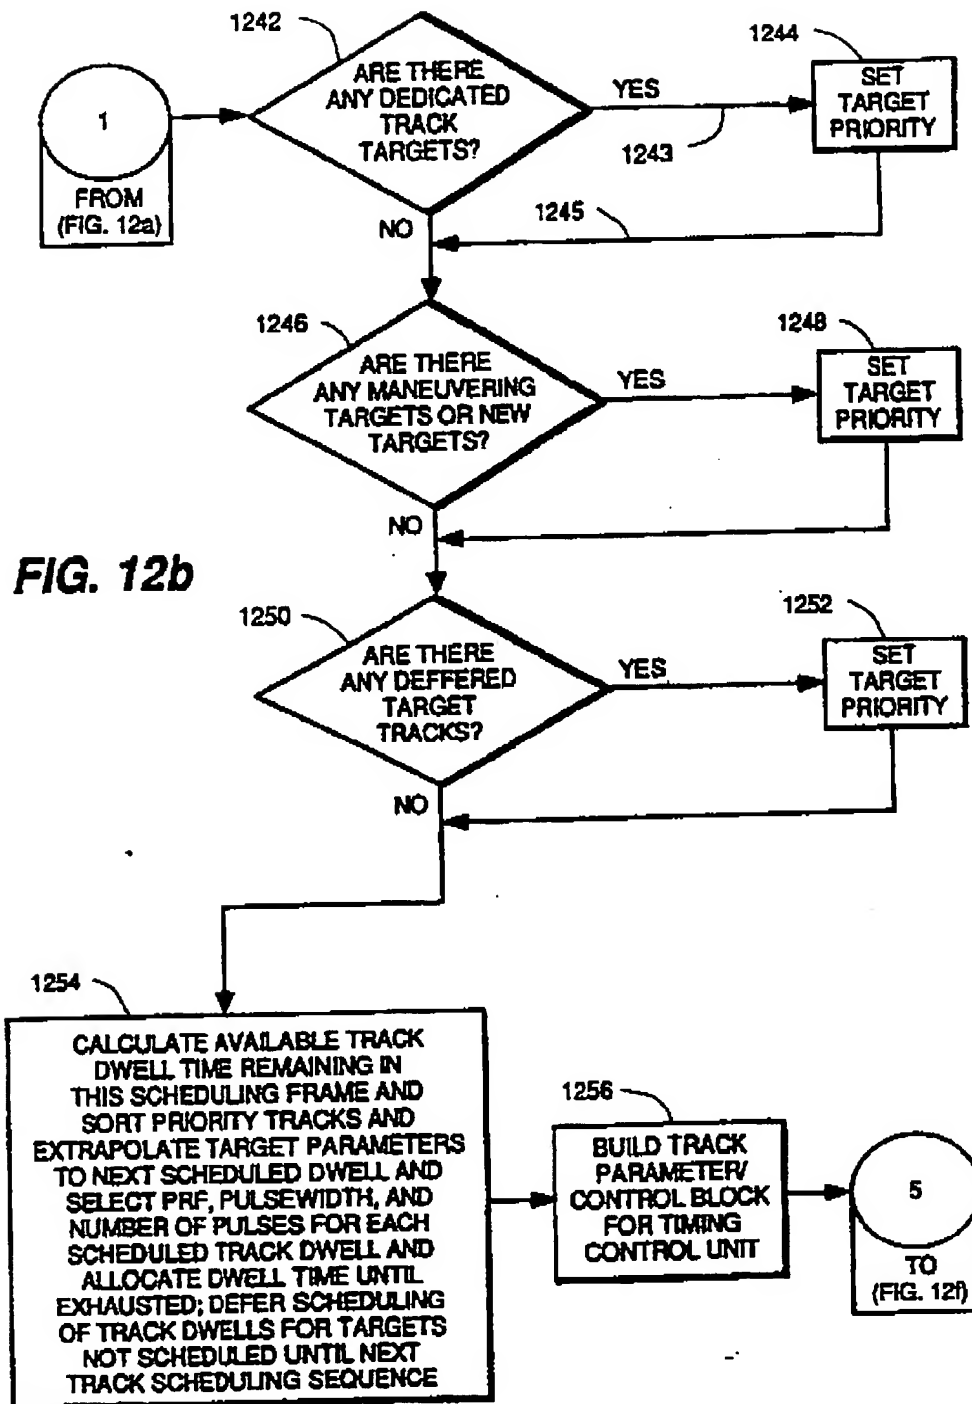 1242
ARE THERE
ANY DEDICATED
TRACK
TARGETS?
YES
1243
1244
SET
TARGET
PRIORITY
1
FROM
(FIG. 12a)
NO
1245
1246
ARE THERE
ANY MANEUVERING
TARGETS OR NEW
TARGETS?
YES
1248
SET
TARGET
PRIORITY
NO
FIG. 12b
1250
ARE THERE
ANY DEFFERED
TARGET
TRACKS?
YES
1252
SET
TARGET
PRIORITY
NO
1254
CALCULATE AVAILABLE TRACK
DWELL TIME REMAINING IN
THIS SCHEDULING FRAME AND
SORT PRIORITY TRACKS AND
EXTRAPOLATE TARGET PARAMETERS
TO NEXT SCHEDULED DWELL AND
SELECT PRF, PULSEWIDTH, AND
NUMBER OF PULSES FOR EACH
SCHEDULED TRACK DWELL AND
ALLOCATE DWELL TIME UNTIL
EXHAUSTED; DEFER SCHEDULING
OF TRACK DWELLS FOR TARGETS
NOT SCHEDULED UNTIL NEXT
TRACK SCHEDULING SEQUENCE
1256
BUILD TRACK
PARAMETER/
CONTROL BLOCK
FOR TIMING
CONTROL UNIT
5
TO
(FIG. 12f)